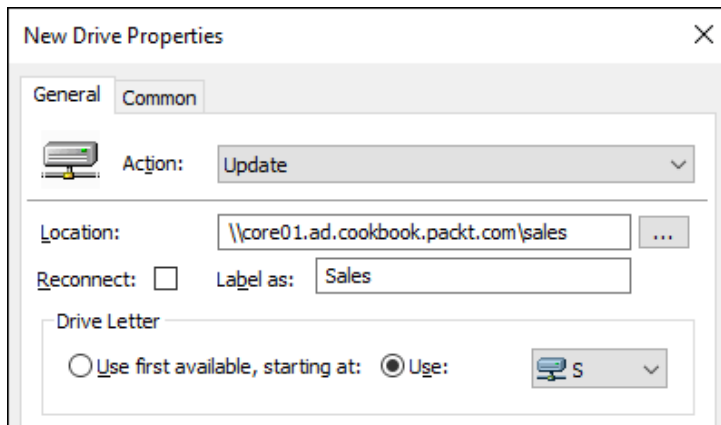 New Drive Properties
General Common
Action: Update
Location: \\core01.ad.cookbook.packt.com\sales ...
Reconnect: Label as: Sales
Drive Letter
Use first available, starting at: Use: S